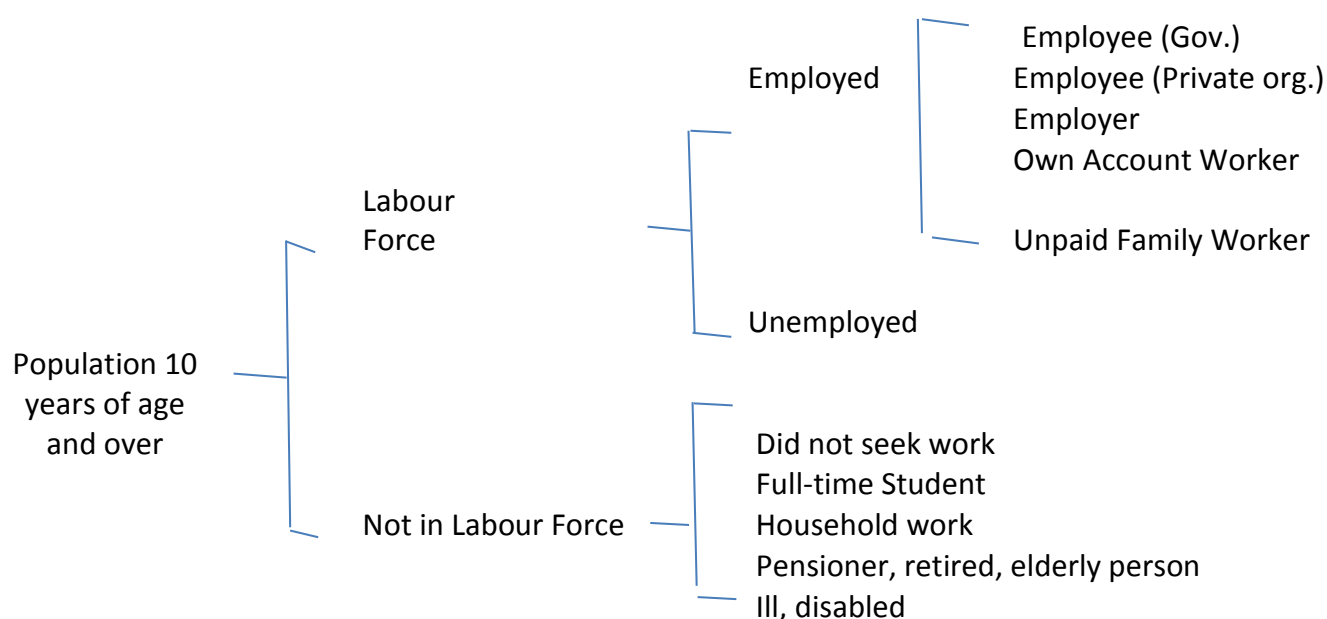 Population 10
years of age
and over
Labour
Force
Employed
Employee (Gov.)
Employee (Private org.)
Employer
Own Account Worker
Unpaid Family Worker
Unemployed
Not in Labour Force
Did not seek work
Full-time Student
Household work
Pensioner, retired, elderly person
Ill, disabled